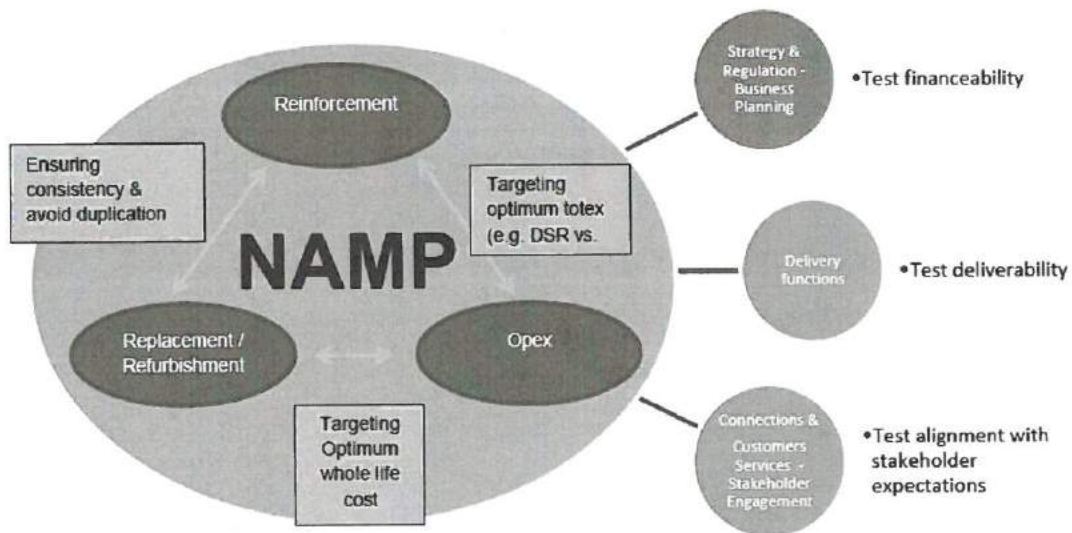 Reinforcement
Ensuring
consistency &
avoid duplication
Targeting
optimum totex
(e.g. DSR vs.
NAMP
Replacement /
Refurbishment
Opex
Targeting
Optimum
whole life
cost
Strategy &
Regulation -
Business
Planning
•Test financeability
Delivery
functions
•Test deliverability
Connections &
Customers
Services -
Stakeholder
Engagement
•Test alignment with
stakeholder
expectations